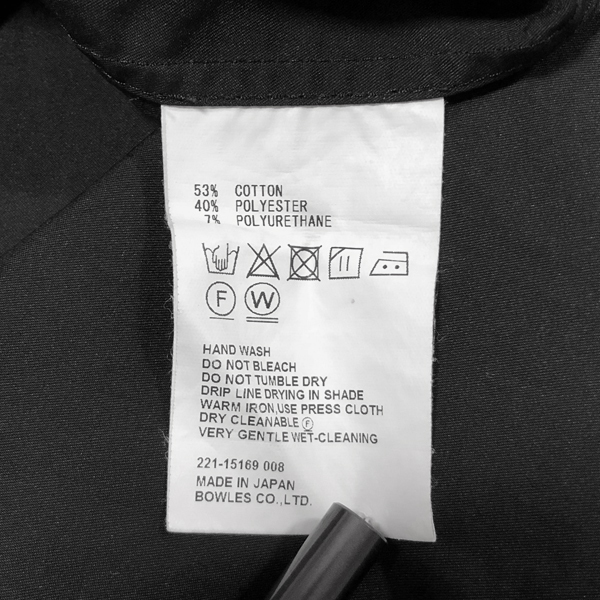 53% COTTON
40% POLYESTER
7% POLYURETHANE
F W
HAND WASH
DO NOT BLEACH
DO NOT TUMBLE DRY
DRIP LINE DRYING IN SHADE
WARM IRON,USE PRESS CLOTH
DRY CLEANABLE Ⓕ
VERY GENTLE WET-CLEANING
221-15169 008
MADE IN JAPAN
BOWLES CO.,LTD.